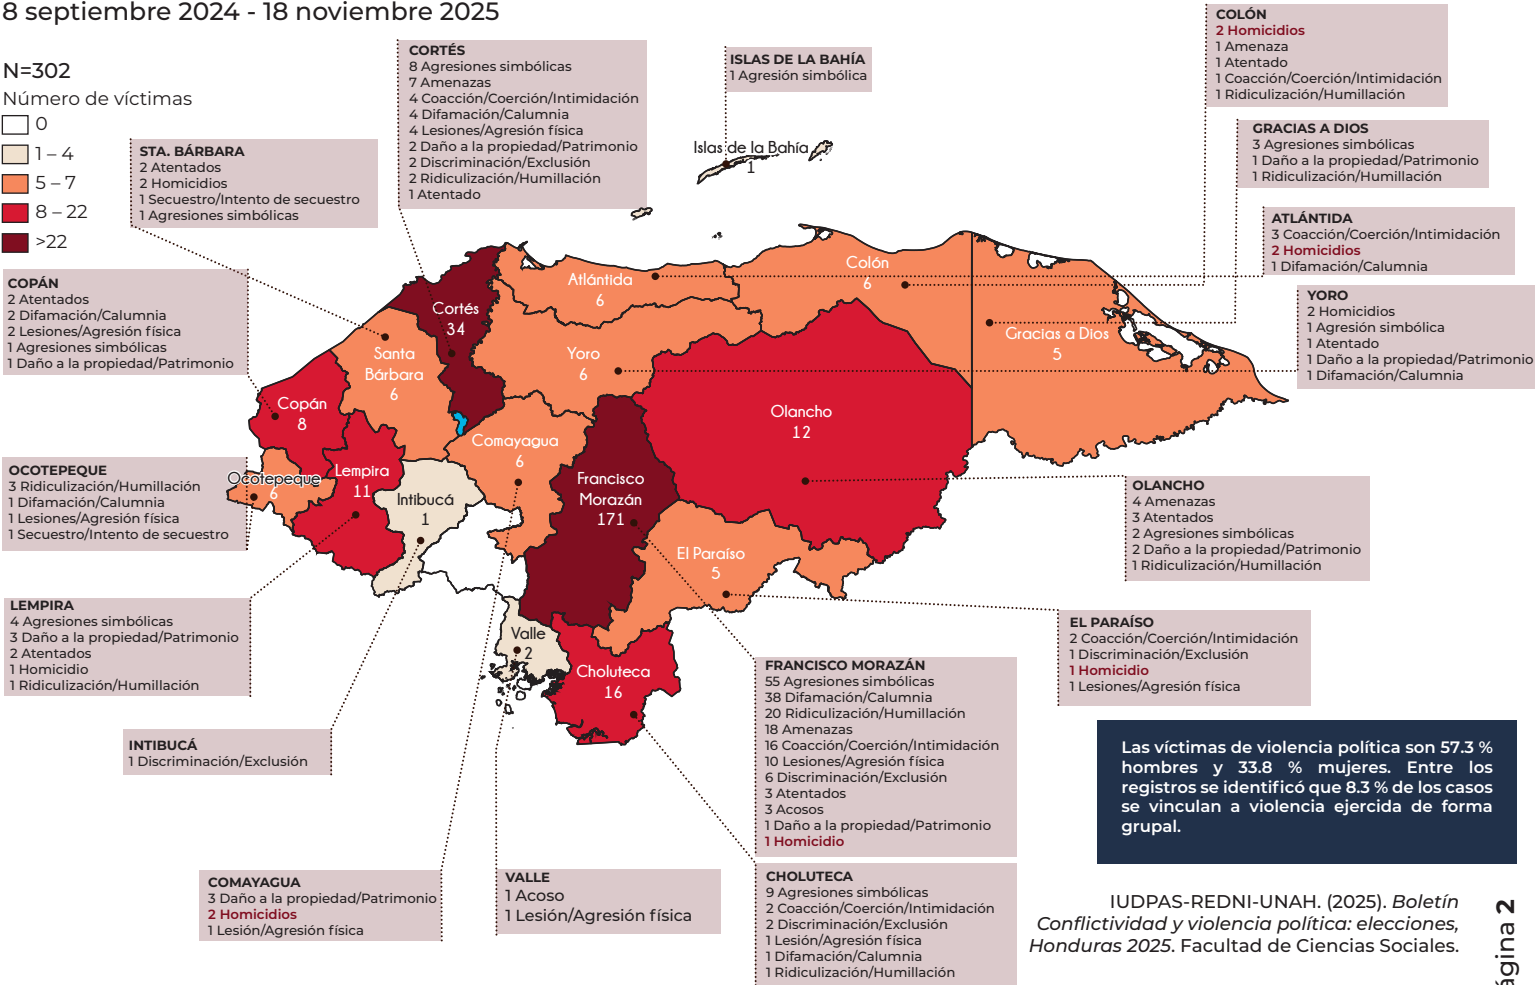 8 septiembre 2024 - 18 noviembre 2025
N=302
Número de víctimas
0
1 – 4
5 – 7
8 – 22
>22
STA. BÁRBARA
2 Atentados
2 Homicidios
1 Secuestro/Intento de secuestro
1 Agresiones simbólicas
CORTÉS
8 Agresiones simbólicas
7 Amenazas
4 Coacción/Coerción/Intimidación
4 Difamación/Calumnia
4 Lesiones/Agresión física
2 Daño a la propiedad/Patrimonio
2 Discriminación/Exclusión
2 Ridiculización/Humillación
1 Atentado
ISLAS DE LA BAHÍA
1 Agresión simbólica
COLÓN
2 Homicidios
1 Amenaza
1 Atentado
1 Coacción/Coerción/Intimidación
1 Ridiculización/Humillación
GRACIAS A DIOS
3 Agresiones simbólicas
1 Daño a la propiedad/Patrimonio
1 Ridiculización/Humillación
ATLÁNTIDA
3 Coacción/Coerción/Intimidación
2 Homicidios
1 Difamación/Calumnia
YORO
2 Homicidios
1 Agresión simbólica
1 Atentado
1 Daño a la propiedad/Patrimonio
1 Difamación/Calumnia
COPÁN
2 Atentados
2 Difamación/Calumnia
2 Lesiones/Agresión física
1 Agresiones simbólicas
1 Daño a la propiedad/Patrimonio
OCOTEPEQUE
3 Ridiculización/Humillación
1 Difamación/Calumnia
1 Lesiones/Agresión física
1 Secuestro/Intento de secuestro
LEMPIRA
4 Agresiones simbólicas
3 Daño a la propiedad/Patrimonio
2 Atentados
1 Homicidio
1 Ridiculización/Humillación
INTIBUCÁ
1 Discriminación/Exclusión
COMAYAGUA
3 Daño a la propiedad/Patrimonio
2 Homicidios
1 Lesión/Agresión física
VALLE
1 Acoso
1 Lesión/Agresión física
Islas de la Bahía
1
Atlántida
6
Colón
6
Gracias a Dios
5
Cortés
34
Yoro
6
Santa
Bárbara
6
Copán
8
Olancho
12
Comayagua
6
Ocotepeque
6
Lempira
11
Intibucá
1
Francisco
Morazán
171
El Paraíso
5
Valle
2
Choluteca
16
OLANCHO
4 Amenazas
3 Atentados
2 Agresiones simbólicas
2 Daño a la propiedad/Patrimonio
1 Ridiculización/Humillación
EL PARAÍSO
2 Coacción/Coerción/Intimidación
1 Discriminación/Exclusión
1 Homicidio
1 Lesiones/Agresión física
FRANCISCO MORAZÁN
55 Agresiones simbólicas
38 Difamación/Calumnia
20 Ridiculización/Humillación
18 Amenazas
16 Coacción/Coerción/Intimidación
10 Lesiones/Agresión física
6 Discriminación/Exclusión
3 Atentados
3 Acosos
1 Daño a la propiedad/Patrimonio
1 Homicidio
CHOLUTECA
9 Agresiones simbólicas
2 Coacción/Coerción/Intimidación
2 Discriminación/Exclusión
1 Lesión/Agresión física
1 Difamación/Calumnia
1 Ridiculización/Humillación
Las víctimas de violencia política son 57.3 %
hombres y 33.8 % mujeres. Entre los
registros se identificó que 8.3 % de los casos
se vinculan a violencia ejercida de forma
grupal.
IUDPAS-REDNI-UNAH. (2025). Boletín
Conflictividad y violencia política: elecciones,
Honduras 2025. Facultad de Ciencias Sociales.
ágina 2